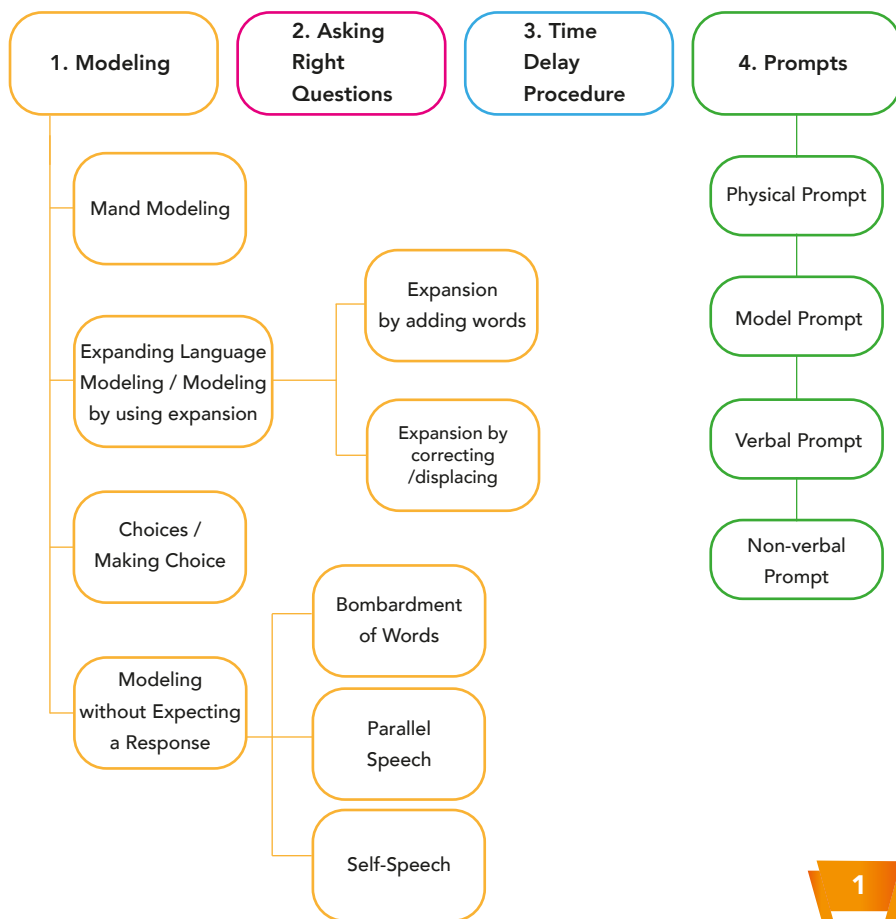 1. Modeling
2. Asking
Right
Questions
3. Time
Delay
Procedure
4. Prompts
Mand Modeling
Expanding Language
Modeling / Modeling
by using expansion
Expansion
by adding words
Expansion by
correcting
/displacing
Choices /
Making Choice
Modeling
without Expecting
a Response
Bombardment
of Words
Parallel
Speech
Self-Speech
Physical Prompt
Model Prompt
Verbal Prompt
Non-verbal
Prompt
1